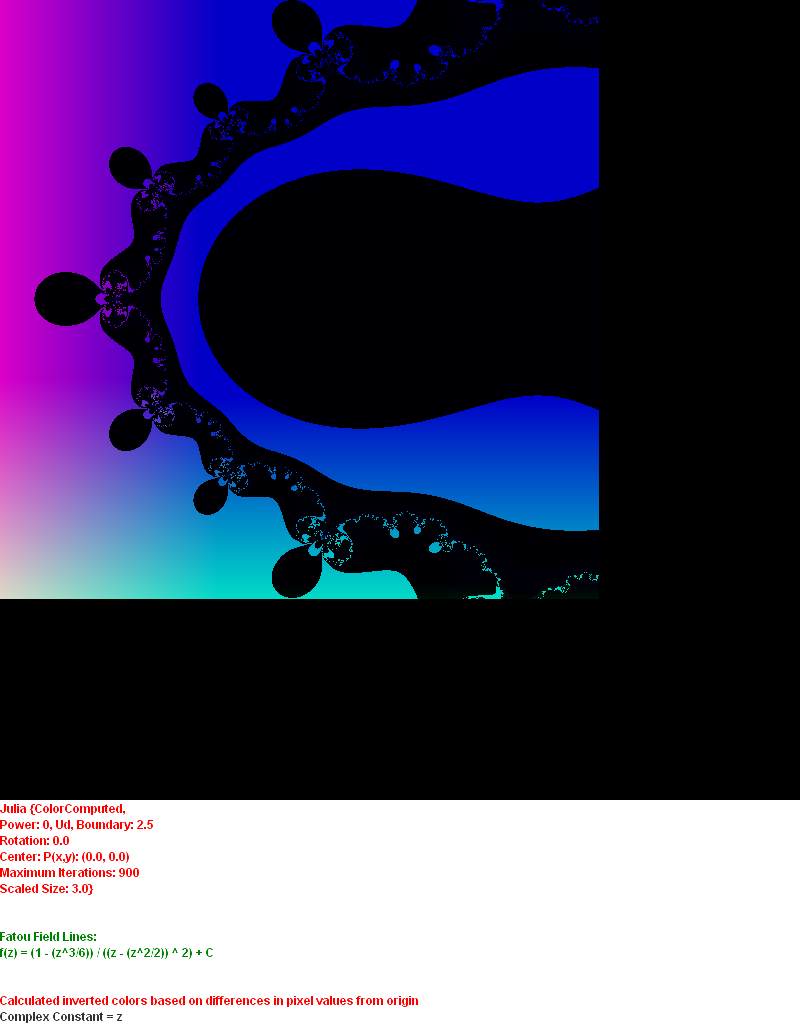 Julia {ColorComputed,
Power: 0, Ud, Boundary: 2.5
Rotation: 0.0
Center: P(x,y): (0.0, 0.0)
Maximum Iterations: 900
Scaled Size: 3.0}
Fatou Field Lines:
f(z) = (1 - (z^3/6)) / ((z - (z^2/2)) ^ 2) + C
Calculated inverted colors based on differences in pixel values from origin
Complex Constant = z